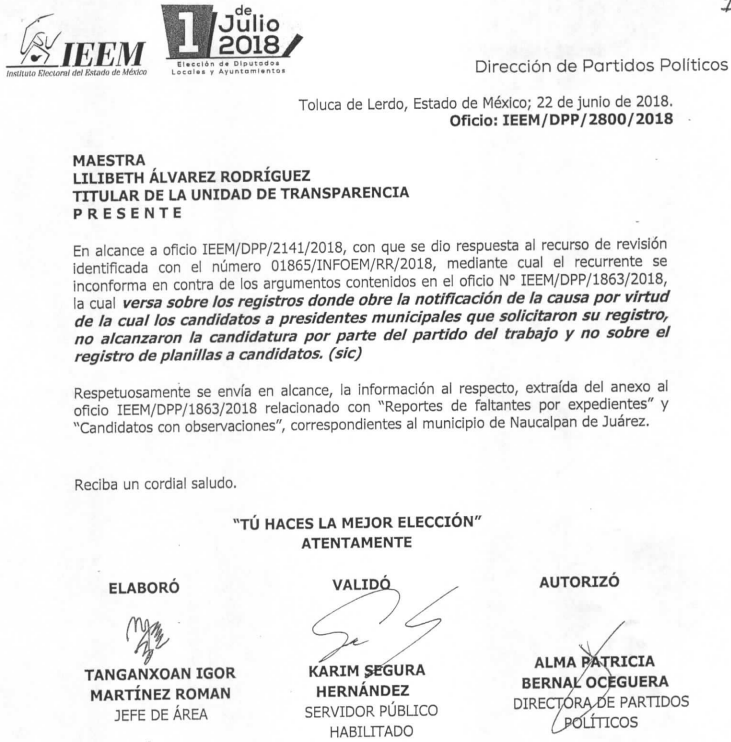 IEEM
Instituto Electoral del Estado de México
1 de Julio 2018
Elección de Diputados
Locales y Ayuntamientos
Dirección de Partidos Políticos
Toluca de Lerdo, Estado de México; 22 de junio de 2018.
Oficio: IEEM/DPP/2800/2018
MAESTRA
LILIBETH ÁLVAREZ RODRÍGUEZ
TITULAR DE LA UNIDAD DE TRANSPARENCIA
P R E S E N T E
En alcance a oficio IEEM/DPP/2141/2018, con que se dio respuesta al recurso de revisión
identificada con el número 01865/INFOEM/RR/2018, mediante cual el recurrente se
inconforma en contra de los argumentos contenidos en el oficio N° IEEM/DPP/1863/2018,
la cual versa sobre los registros donde obre la notificación de la causa por virtud
de la cual los candidatos a presidentes municipales que solicitaron su registro,
no alcanzaron la candidatura por parte del partido del trabajo y no sobre el
registro de planillas a candidatos. (sic)
Respetuosamente se envía en alcance, la información al respecto, extraída del anexo al
oficio IEEM/DPP/1863/2018 relacionado con "Reportes de faltantes por expedientes" y
"Candidatos con observaciones", correspondientes al municipio de Naucalpan de Juárez.
Reciba un cordial saludo.
"TÚ HACES LA MEJOR ELECCIÓN"
ATENTAMENTE
ELABORÓ
TANGANXOAN IGOR
MARTÍNEZ ROMAN
JEFE DE ÁREA
VALIDÓ
KARIM SEGURA
HERNÁNDEZ
SERVIDOR PÚBLICO
HABILITADO
AUTORIZÓ
ALMA PATRICIA
BERNAL OCEGUERA
DIRECTORA DE PARTIDOS
POLÍTICOS